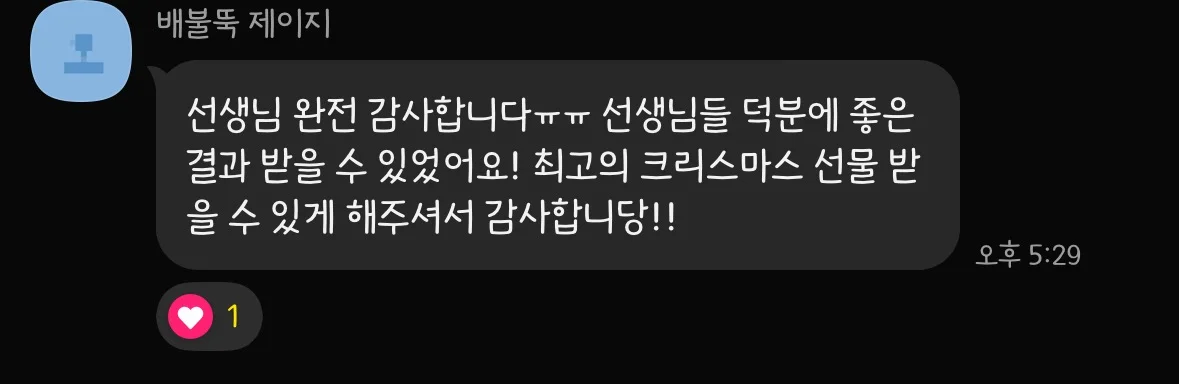 배불뚝 제이지
선생님 완전 감사합니다ㅠㅠ 선생님들 덕분에 좋은
결과 받을 수 있었어요! 최고의 크리스마스 선물 받
을 수 있게 해주셔서 감사합니당!!
오후 5:29
1